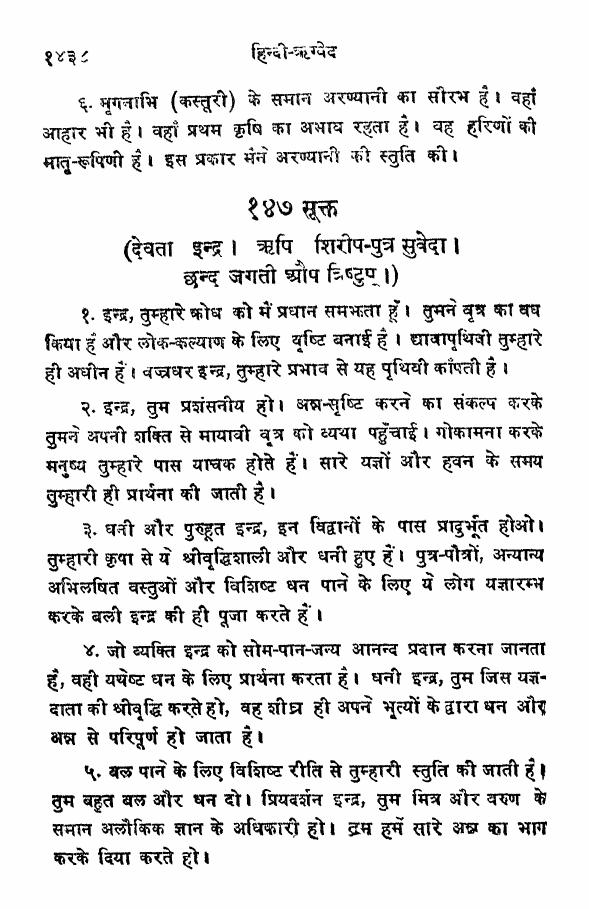 १४३८ हिन्दी-ऋग्वेद
६. मृगनाभि (कस्तूरी) के समान अरण्यानी का सौरभ है। वहाँ
आहार भी है। वहाँ प्रथम कृषि का अभाव रहता है। वह हरिणों की
मातृ-रूपिणी है। इस प्रकार मैंने अरण्यानी की स्तुति की।
१४७ सूक्त
(देवता इन्द्र। ऋषि शिरीष-पुत्र सुवेदा।
छन्द जगती औप त्रिष्टुप्।)
१. इन्द्र, तुम्हारे क्रोध को मैं प्रधान समझता हूँ। तुमने वृत्र का वध
किया है और लोक-कल्याण के लिए वृष्टि बनाई है। द्यावापृथिवी तुम्हारे
ही अधीन हैं। वज्रधर इन्द्र, तुम्हारे प्रभाव से यह पृथिवी काँपती है।
२. इन्द्र, तुम प्रशंसनीय हो। अन्न-सृष्टि करने का संकल्प करके
तुमने अपनी शक्ति से मायावी वृत्र को व्यथा पहुँचाई। गोकामना करके
मनुष्य तुम्हारे पास याचक होते हैं। सारे यज्ञों और हवन के समय
तुम्हारी ही प्रार्थना की जाती है।
३. धनी और पुरुहूत इन्द्र, इन विद्वानों के पास प्रादुर्भूत होओ।
तुम्हारी कृषा से ये श्रीवृद्धिशाली और धनी हुए हैं। पुत्र-पौत्रों, अन्यान्य
अभिलषित वस्तुओं और विशिष्ट धन पाने के लिए ये लोग यज्ञारम्भ
करके बली इन्द्र की ही पूजा करते हैं।
४. जो व्यक्ति इन्द्र को सोम-पान-जन्य आनन्द प्रदान करना जानता
है, वही यथेष्ट धन के लिए प्रार्थना करता है। धनी इन्द्र, तुम जिस यज्ञ-
दाता की श्रीवृद्धि करते हो, वह शीघ्र ही अपने भृत्यों के द्वारा धन और
अन्न से परिपूर्ण हो जाता है।
५. बल पाने के लिए विशिष्ट रीति से तुम्हारी स्तुति की जाती है।
तुम बहुत बल और धन दो। प्रियदर्शन इन्द्र, तुम मित्र और वरुण के
समान अलौकिक ज्ञान के अधिकारी हो। द्रम हमें सारे अन्न का भाग
करके दिया करते हो।